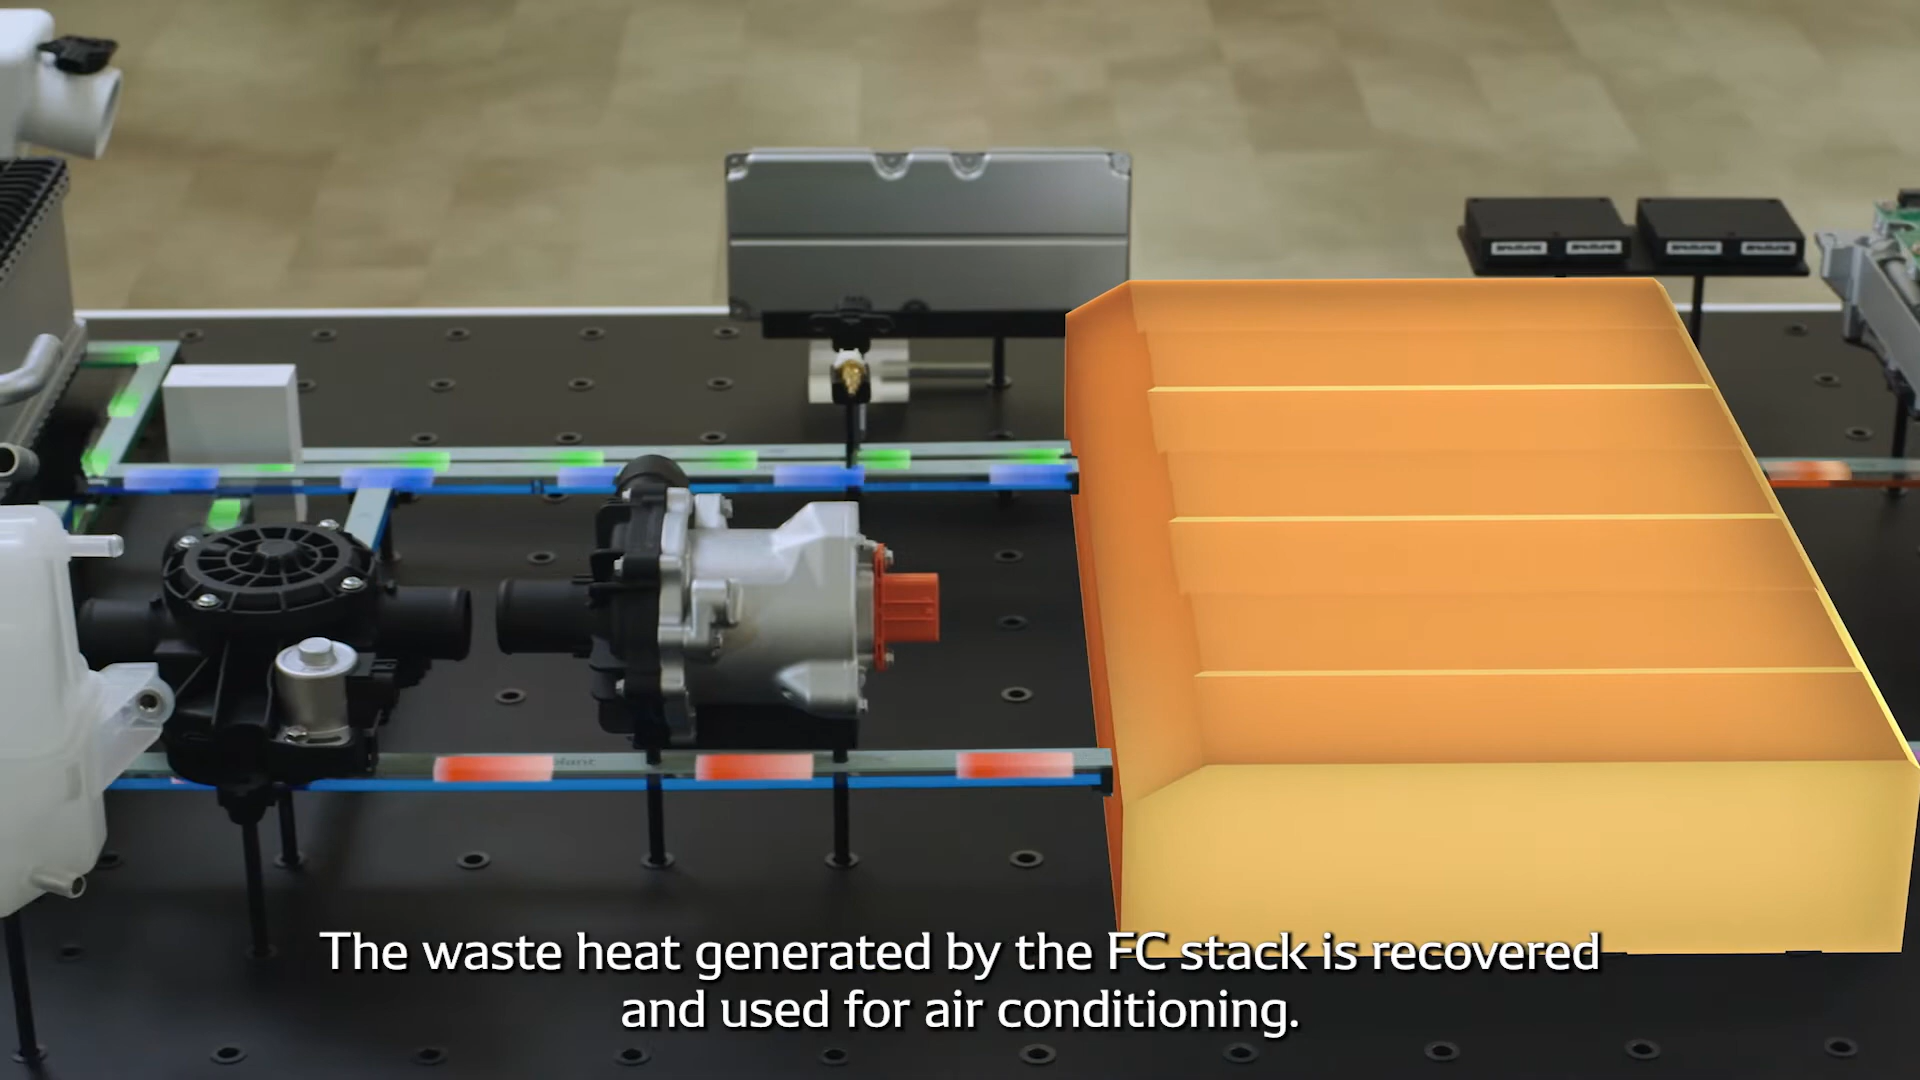 The waste heat generated by the FC stack is recovered
and used for air conditioning.